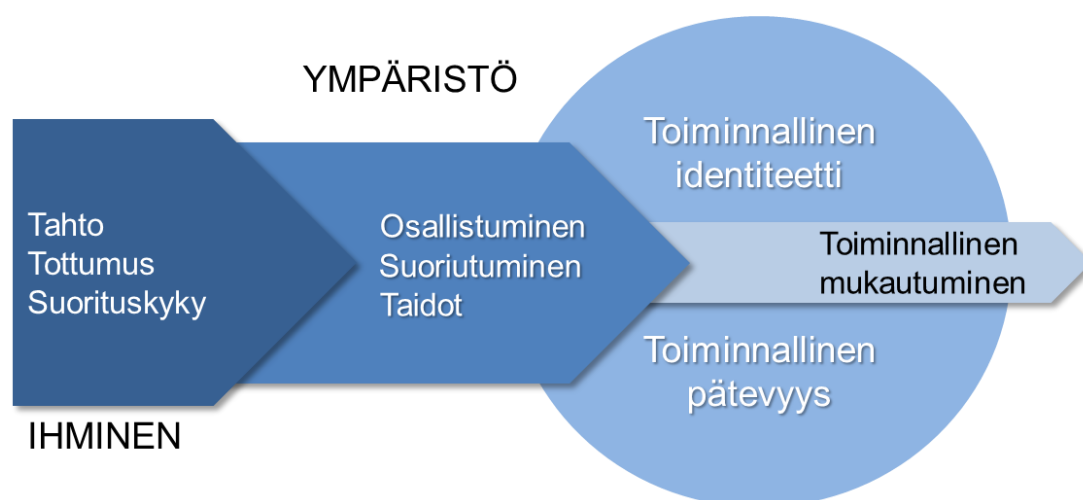 YMPÄRISTÖ
Tahto
Tottumus
Suorituskyky
IHMINEN
Osallistuminen
Suoriutuminen
Taidot
Toiminnallinen
identiteetti
Toiminnallinen
mukautuminen
Toiminnallinen
pätevyys